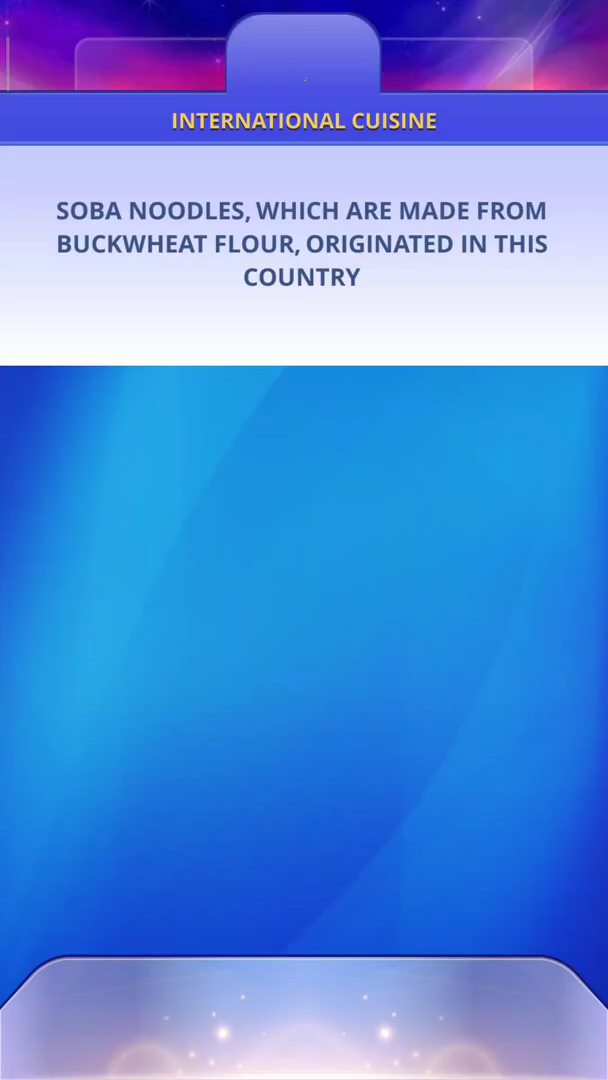 INTERNATIONAL CUISINE
SOBA NOODLES, WHICH ARE MADE FROM
BUCKWHEAT FLOUR, ORIGINATED IN THIS
COUNTRY